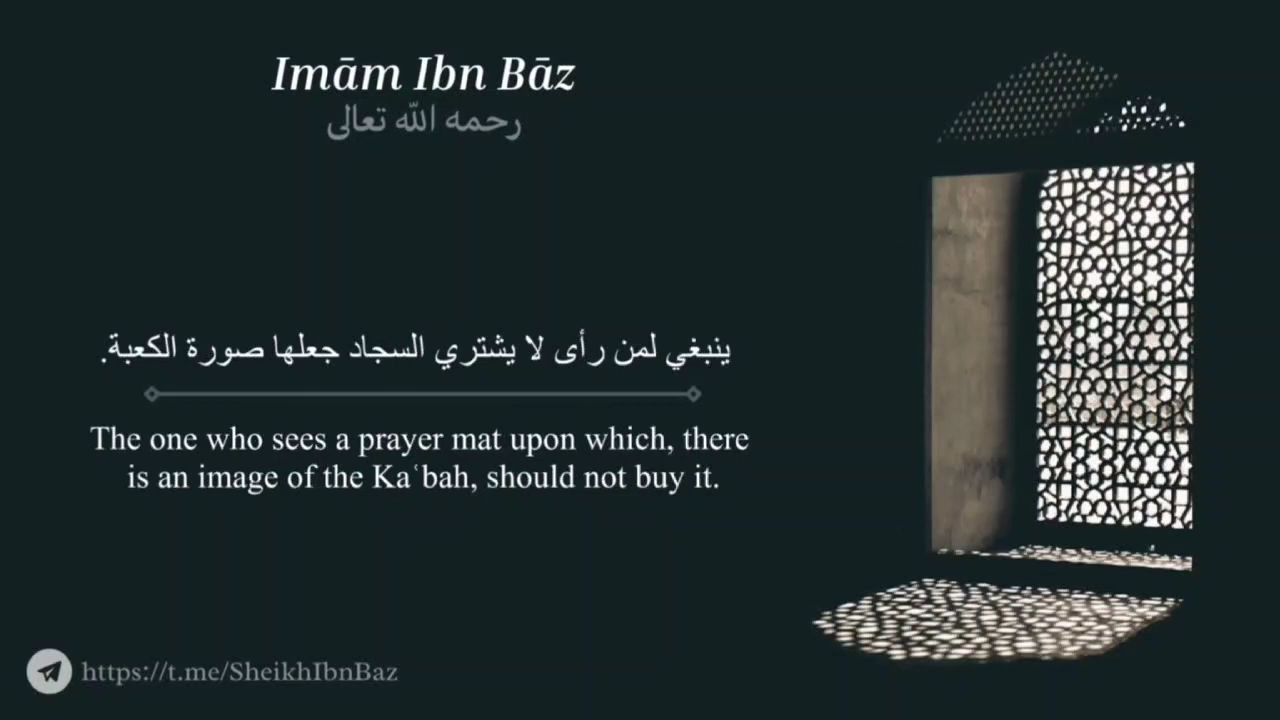 Imām Ibn Bāz
رحمه الله تعالى
ينبغي لمن رأى لا يشتري السجاد جعلها صورة الكعبة.
The one who sees a prayer mat upon which, there
is an image of the Kaʿbah, should not buy it.
https://t.me/SheikhIbnBaz